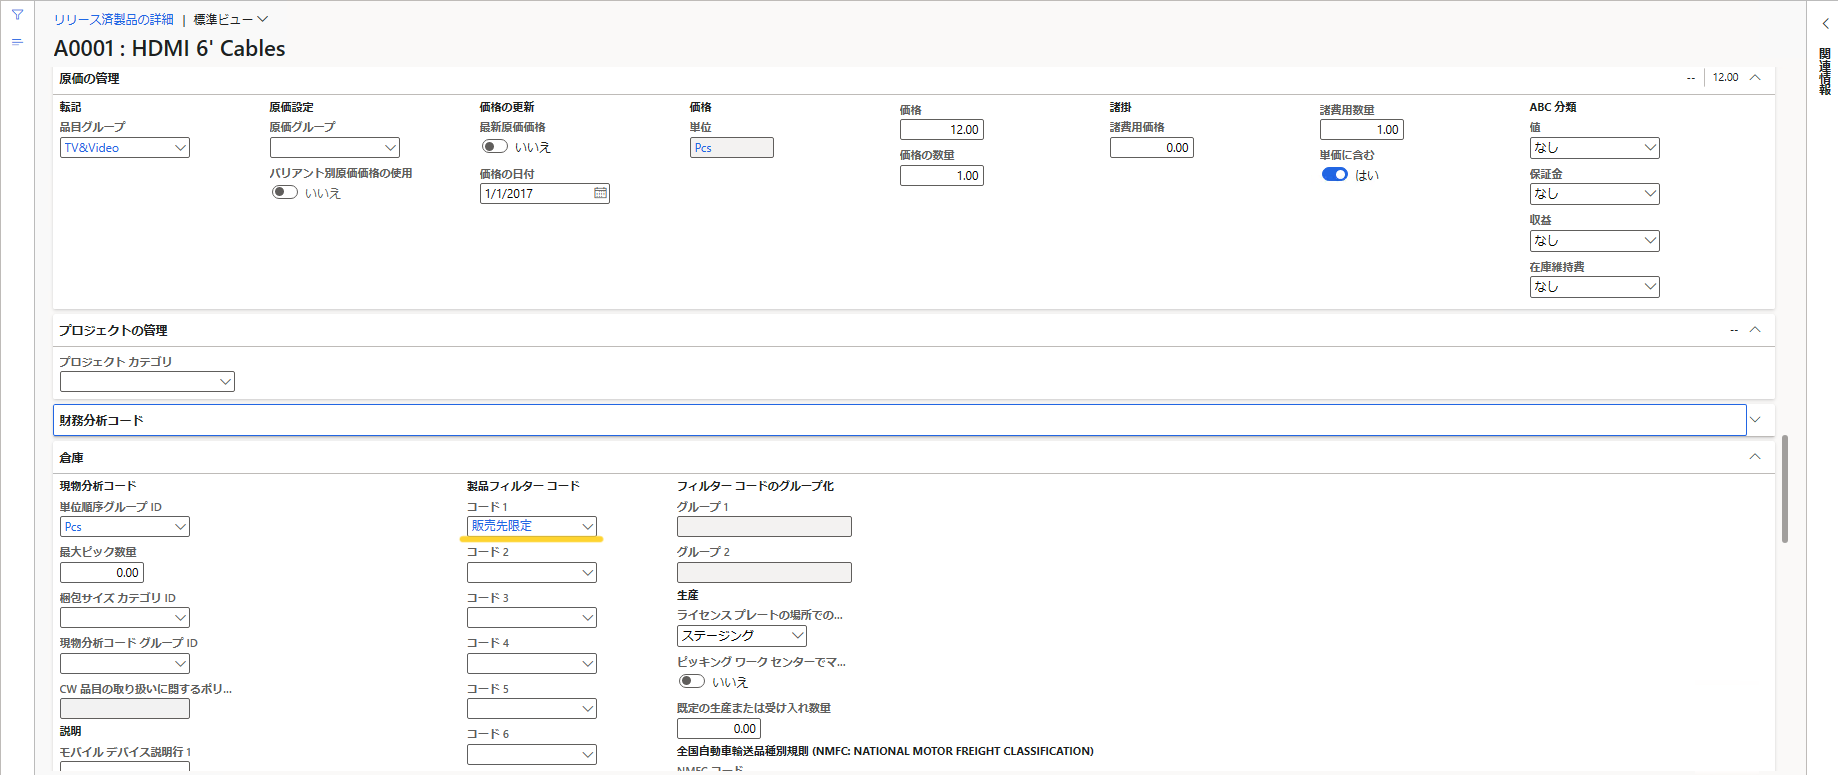 リリース済製品の詳細 | 標準ビュー
A0001 : HDMI 6' Cables
関連情報
原価の管理 -- 12.00
転記
品目グループ
TV&Video
原価設定
原価グループ
バリアント別原価価格の使用
いいえ
価格の更新
最新原価価格
いいえ
価格の日付
1/1/2017
価格
単位
Pcs
価格
12.00
価格の数量
1.00
諸掛
諸費用価格
0.00
諸費用数量
1.00
単価に含む
はい
ABC 分類
値
なし
保証金
なし
収益
なし
在庫維持費
なし
プロジェクトの管理 --
プロジェクト カテゴリ
財務分析コード
倉庫
現物分析コード
単位順序グループ ID
Pcs
最大ピック数量
0.00
梱包サイズ カテゴリ ID
現物分析コード グループ ID
CW 品目の取り扱いに関するポリ...
説明
モバイル デバイス説明行 1
製品フィルター コード
コード 1
販売先限定
コード 2
コード 3
コード 4
コード 5
コード 6
フィルター コードのグループ化
グループ 1
グループ 2
生産
ライセンス プレートの場所での...
ステージング
ピッキング ワーク センターでマ...
いいえ
既定の生産または受け入れ数量
0.00
全国自動車輸送品種別規則 (NMFC: NATIONAL MOTOR FREIGHT CLASSIFICATION)
NMFC コード